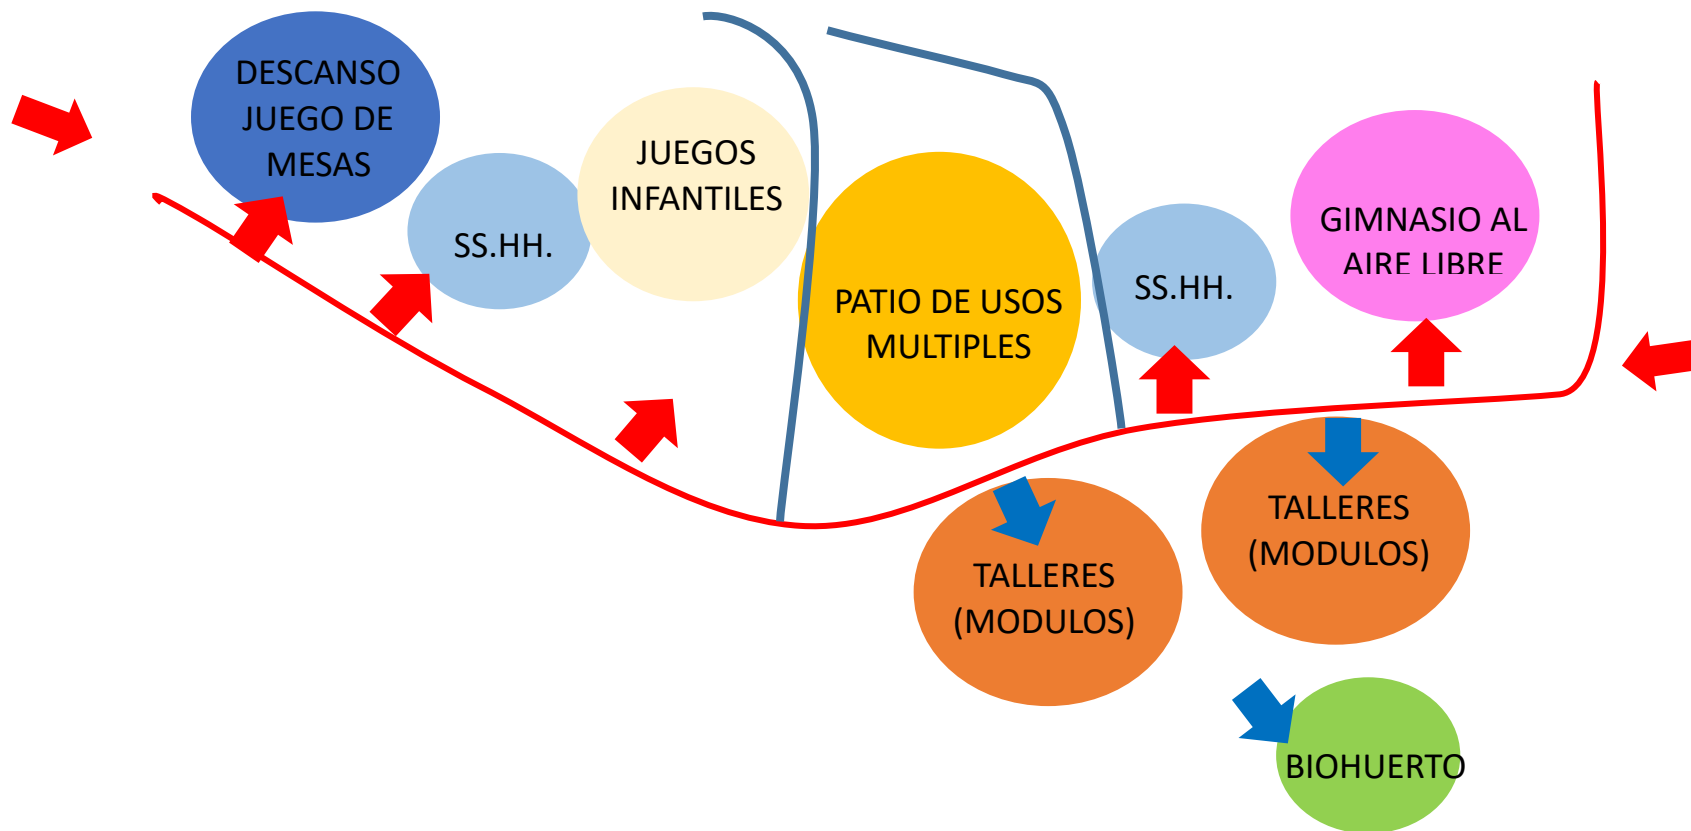 DESCANSO
JUEGO DE
MESAS
SS.HH.
JUEGOS
INFANTILES
PATIO DE USOS
MULTIPLES
SS.HH.
GIMNASIO AL
AIRE LIBRE
TALLERES
(MODULOS)
TALLERES
(MODULOS)
BIOHUERTO